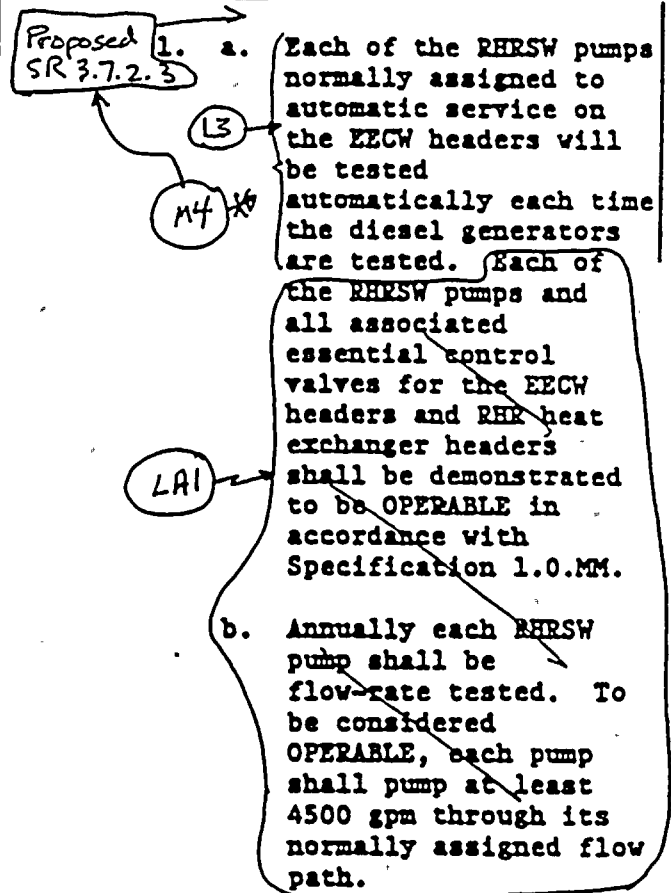 Proposed
SR 3.7.2.3
1. a. Each of the RHRSW pumps
normally assigned to
automatic service on
L3
the EECW headers will
be tested
M4
automatically each time
the diesel generators
are tested. Each of
the RHRSW pumps and
all associated
essential control
valves for the EECW
headers and RHR heat
exchanger headers
LA1
shall be demonstrated
to be OPERABLE in
accordance with
Specification 1.0.MM.
b. Annually each RHRSW
pump shall be
flow-rate tested. To
be considered
OPERABLE, each pump
shall pump at least
4500 gpm through its
normally assigned flow
path.